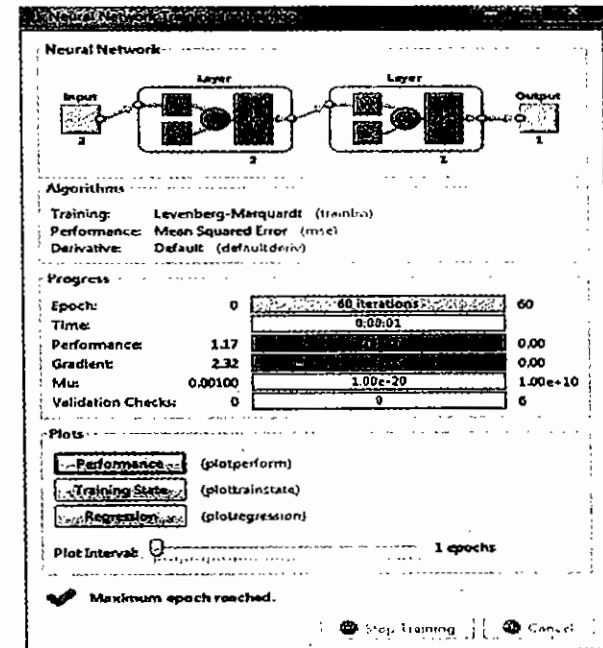 Neural Network Training
Neural Network
Layer Layer
Input Output
2 2 1 1
Algorithms
Training: Levenberg-Marquardt (trainlm)
Performance: Mean Squared Error (mse)
Derivative: Default (defaultderiv)
Progress
Epoch: 0 60 iterations 60
Time: 0:00:01
Performance: 1.17 0.00
Gradient: 2.32 0.00
Mu: 0.00100 1.00e-20 1.00e+10
Validation Checks: 0 0 6
Plots
Performance (plotperform)
Training State (plottrainstate)
Regression (plotregression)
Plot Interval: 1 epochs
Maximum epoch reached.
Stop Training Cancel